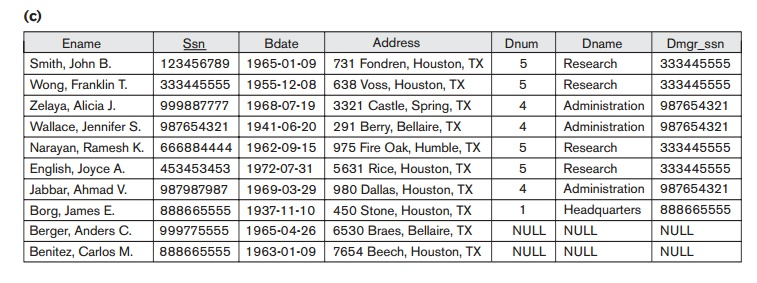 (c)
Ename Ssn Bdate Address Dnum Dname Dmgr_ssn
Smith, John B. 123456789 1965-01-09 731 Fondren, Houston, TX 5 Research 333445555
Wong, Franklin T. 333445555 1955-12-08 638 Voss, Houston, TX 5 Research 333445555
Zelaya, Alicia J. 999887777 1968-07-19 3321 Castle, Spring, TX 4 Administration 987654321
Wallace, Jennifer S. 987654321 1941-06-20 291 Berry, Bellaire, TX 4 Administration 987654321
Narayan, Ramesh K. 666884444 1962-09-15 975 Fire Oak, Humble, TX 5 Research 333445555
English, Joyce A. 453453453 1972-07-31 5631 Rice, Houston, TX 5 Research 333445555
Jabbar, Ahmad V. 987987987 1969-03-29 980 Dallas, Houston, TX 4 Administration 987654321
Borg, James E. 888665555 1937-11-10 450 Stone, Houston, TX 1 Headquarters 888665555
Berger, Anders C. 999775555 1965-04-26 6530 Braes, Bellaire, TX NULL NULL NULL
Benitez, Carlos M. 888665555 1963-01-09 7654 Beech, Houston, TX NULL NULL NULL